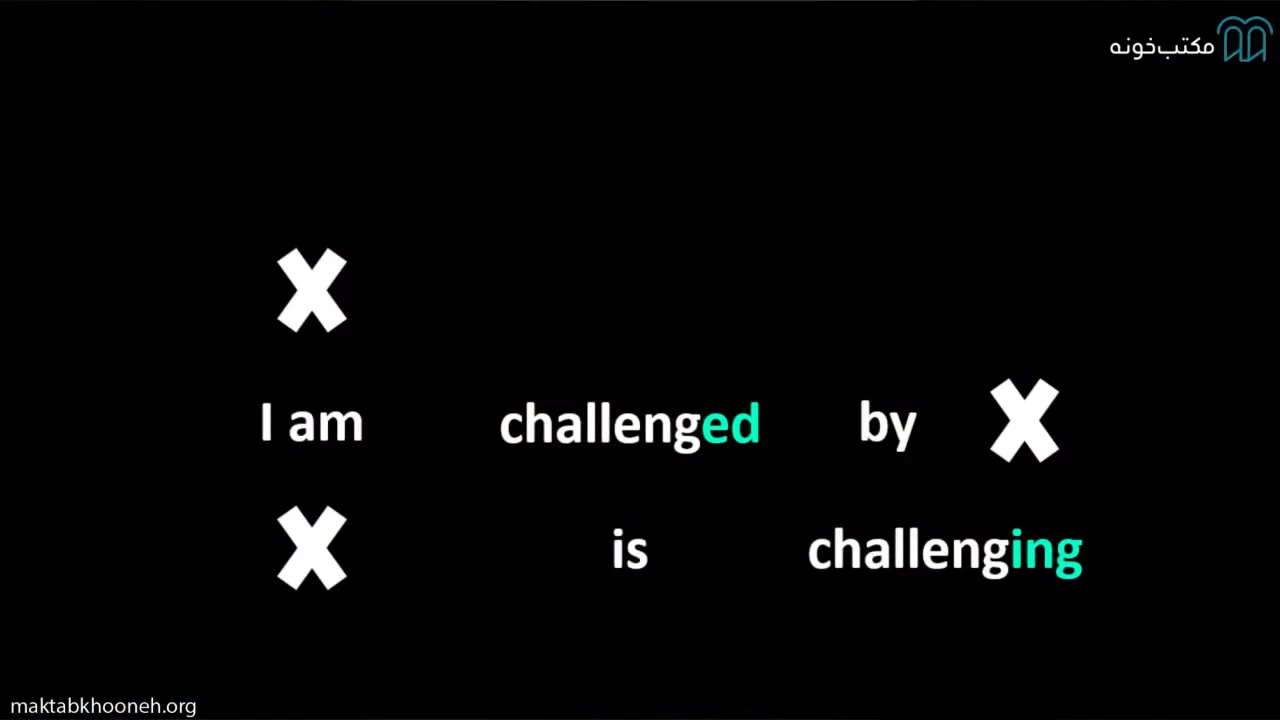 مکتب‌خونه
X
I am challenged by X
X is challenging
maktabkhooneh.org